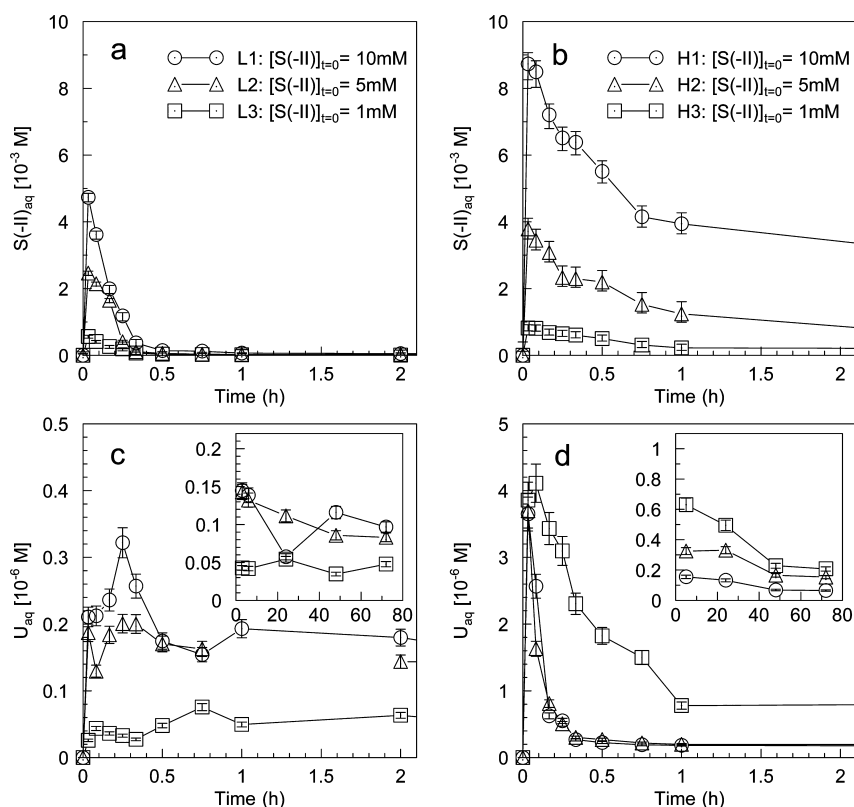 a
L1: [S(-II)]t=0= 10mM
L2: [S(-II)]t=0= 5mM
L3: [S(-II)]t=0= 1mM
S(-II)aq [10-3 M]
10
8
6
4
2
0
0 0.5 1 1.5 2
Time (h)
b
H1: [S(-II)]t=0= 10mM
H2: [S(-II)]t=0= 5mM
H3: [S(-II)]t=0= 1mM
S(-II)aq [10-3 M]
10
8
6
4
2
0
0 0.5 1 1.5 2
Time (h)
c
Uaq [10-6 M]
0.5
0.4
0.3
0.2
0.1
0
0 0.5 1 1.5 2
Time (h)
0.2
0.15
0.1
0.05
0
0 20 40 60 80
d
Uaq [10-6 M]
5
4
3
2
1
0
0 0.5 1 1.5 2
Time (h)
1
0.8
0.6
0.4
0.2
0
0 20 40 60 80